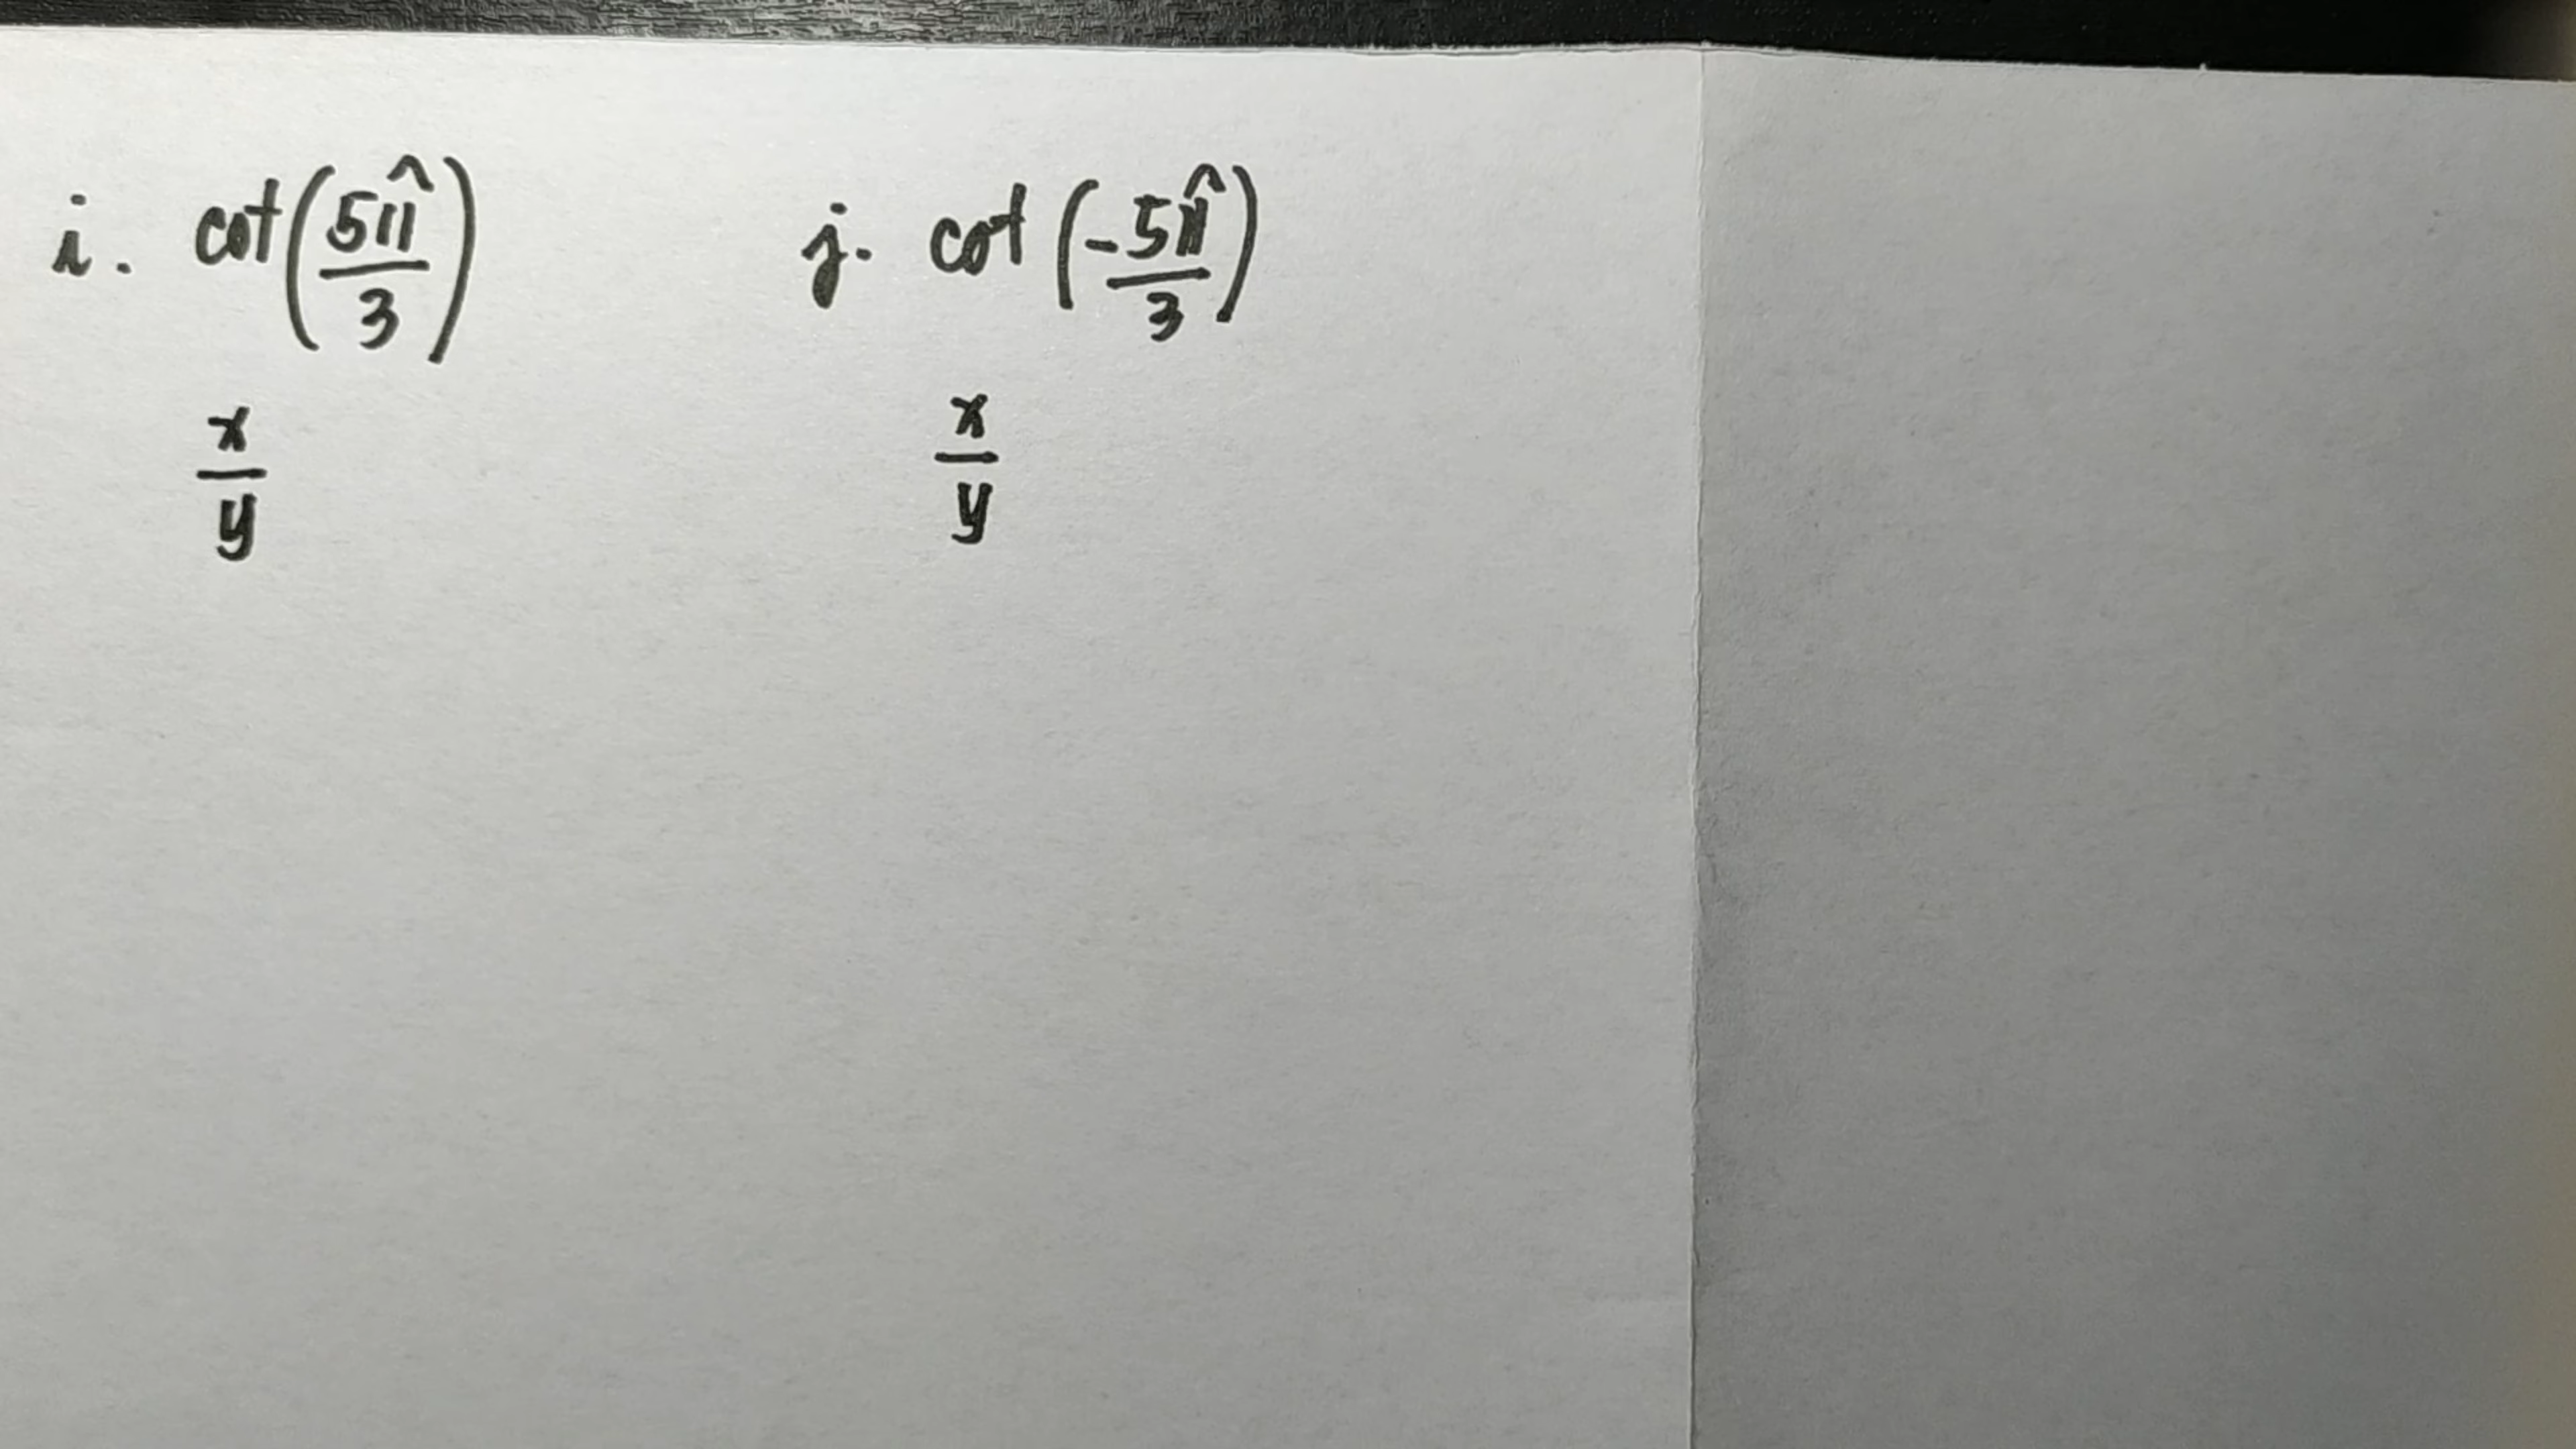 i. cot(5π/3) j. cot(-5π/3)
x/y x/y